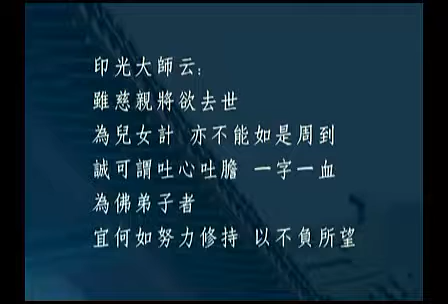 印光大師云：
雖慈親將欲去世
為兒女計 亦不能如是周到
誠可謂吐心吐膽 一字一血
為佛弟子者
宜何如努力修持 以不負所望